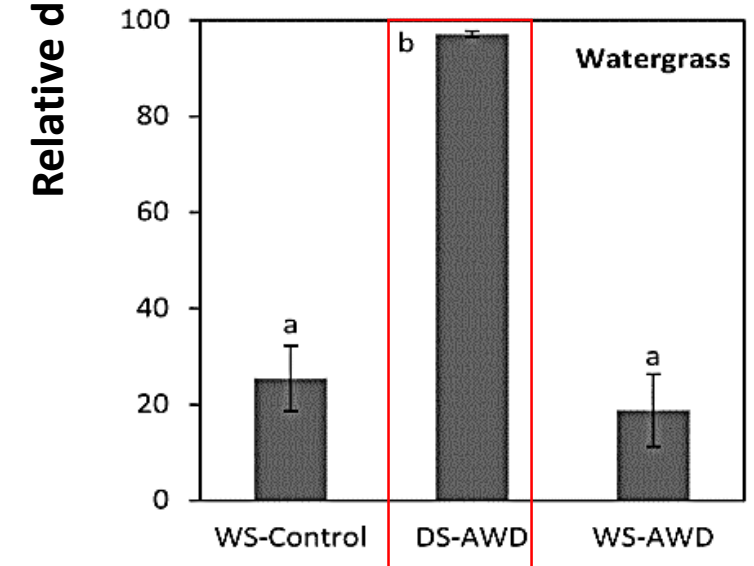 Relative d
100
80
60
40
20
0
b
Watergrass
a
a
WS-Control
DS-AWD
WS-AWD